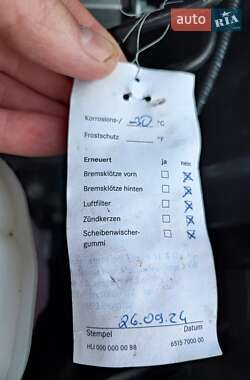 auto.
RIA
.com
Korrosions-/ -30 °C
Frostschutz °F
Erneuert ja nein
Bremsklötze vorn
Bremsklötze hinten
Luftfilter
Zündkerzen
Scheibenwischer-
gummi
26.09.24
Stempel Datum
HU 000 000 00 88 6515 7000 00